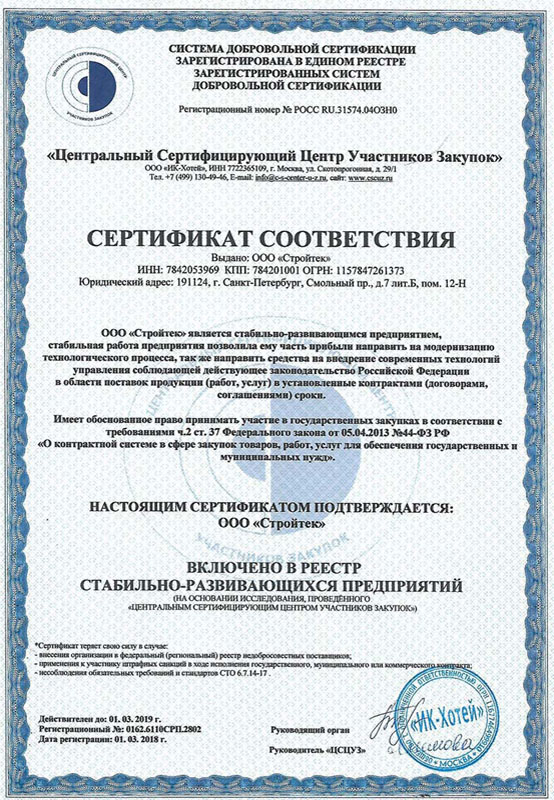 СИСТЕМА ДОБРОВОЛЬНОЙ СЕРТИФИКАЦИИ
ЗАРЕГИСТРИРОВАНА В ЕДИНОМ РЕЕСТРЕ
ЗАРЕГИСТРИРОВАННЫХ СИСТЕМ
ДОБРОВОЛЬНОЙ СЕРТИФИКАЦИИ
Регистрационный номер № РОСС RU.31574.04ОЗН0
ЦЕНТРАЛЬНЫЙ СЕРТИФИЦИРУЮЩИЙ ЦЕНТР
УЧАСТНИКОВ ЗАКУПОК
«Центральный Сертифицирующий Центр Участников Закупок»
ООО «ИК-Хотей», ИНН 7722365109, г. Москва, ул. Скотопрогонная, д. 29/1
Тел. +7 (499) 130-49-46, E-mail: info@c-s-center-u-z.ru, сайт: www.cscuz.ru
СЕРТИФИКАТ СООТВЕТСТВИЯ
Выдано: ООО «Стройтек»
ИНН: 7842053969 КПП: 784201001 ОГРН: 1157847261373
Юридический адрес: 191124, г. Санкт-Петербург, Смольный пр., д.7 лит.Б, пом. 12-Н
ООО «Стройтек» является стабильно-развивающимся предприятием,
стабильная работа предприятия позволила ему часть прибыли направить на модернизацию
технологического процесса, так же направить средства на внедрение современных технологий
управления соблюдающей действующее законодательство Российской Федерации
в области поставок продукции (работ, услуг) в установленные контрактами (договорами,
соглашениями) сроки.
Имеет обоснованное право принимать участие в государственных закупках в соответствии с
требованиями ч.2 ст. 37 Федерального закона от 05.04.2013 №44-ФЗ РФ
«О контрактной системе в сфере закупок товаров, работ, услуг для обеспечения государственных и
муниципальных нужд».
НАСТОЯЩИМ СЕРТИФИКАТОМ ПОДТВЕРЖДАЕТСЯ:
ООО «Стройтек»
УЧАСТНИКОВ ЗАКУПОК
ВКЛЮЧЕНО В РЕЕСТР
СТАБИЛЬНО-РАЗВИВАЮЩИХСЯ ПРЕДПРИЯТИЙ
(НА ОСНОВАНИИ ИССЛЕДОВАНИЯ, ПРОВЕДЁННОГО
«ЦЕНТРАЛЬНЫМ СЕРТИФИЦИРУЮЩИМ ЦЕНТРОМ УЧАСТНИКОВ ЗАКУПОК»)
*Сертификат теряет свою силу в случае:
- внесения организации в федеральный (региональный) реестр недобросовестных поставщиков;
- применения к участнику штрафных санкций в ходе исполнения государственного, муниципального или коммерческого контракта;
- несоблюдения обязательных требований и стандартов СТО 6.7.14-17 .
Действителен до: 01. 03. 2019 г.
Регистрационный №: 0162.6110СРП.2802
Дата регистрации: 01. 03. 2018 г.
Руководящий орган
Руководитель «ЦСЦУЗ»
«ИК-Хотей»
МОСКВА